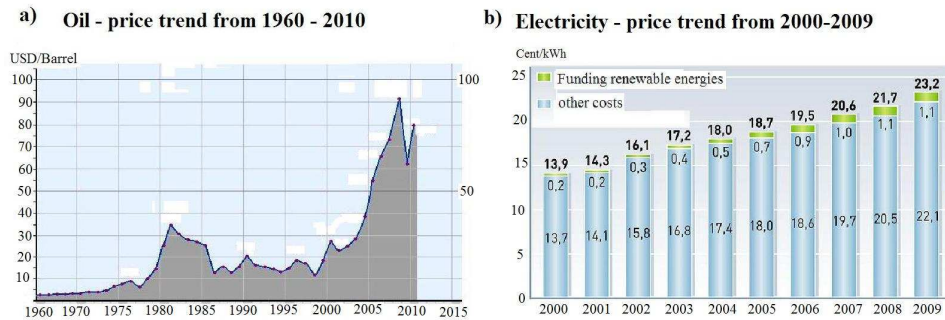 a) Oil - price trend from 1960 - 2010
USD/Barrel
100
90
80
70
60
50
40
30
20
10
100
50
1960 1970 1975 1980 1985 1990 1995 2000 2005 2010 2015
b) Electricity - price trend from 2000-2009
Cent/kWh
25
20
15
10
5
0
Funding renewable energies
other costs
13,9 14,3 16,1 17,2 18,0 18,7 19,5 20,6 21,7 23,2
0,2 0,2 0,3 0,4 0,5 0,7 0,9 1,0 1,1 1,1
13,7 14,1 15,8 16,8 17,4 18,0 18,6 19,7 20,5 22,1
2000 2001 2002 2003 2004 2005 2006 2007 2008 2009